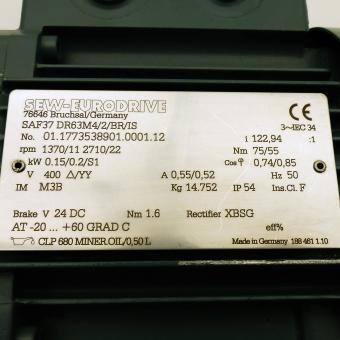 SEW-EURODRIVE
76646 Bruchsal/Germany CE
SAF37 DR63M4/2/BR/IS 3~IEC 34
No. 01.1773538901.0001.12 i 122,94 :1
rpm 1370/11 2710/22 Nm 75/55
kW 0.15/0.2/S1 Cos φ 0,74/0,85
V 400 △/YY A 0,55/0,52 Hz 50
IM M3B Kg 14.752 IP 54 Ins.Cl. F
Brake V 24 DC Nm 1.6 Rectifier XBSG
AT -20 ... +60 GRAD C eff%
CLP 680 MINER.OIL/0,50 L Made in Germany 188 461 1.10